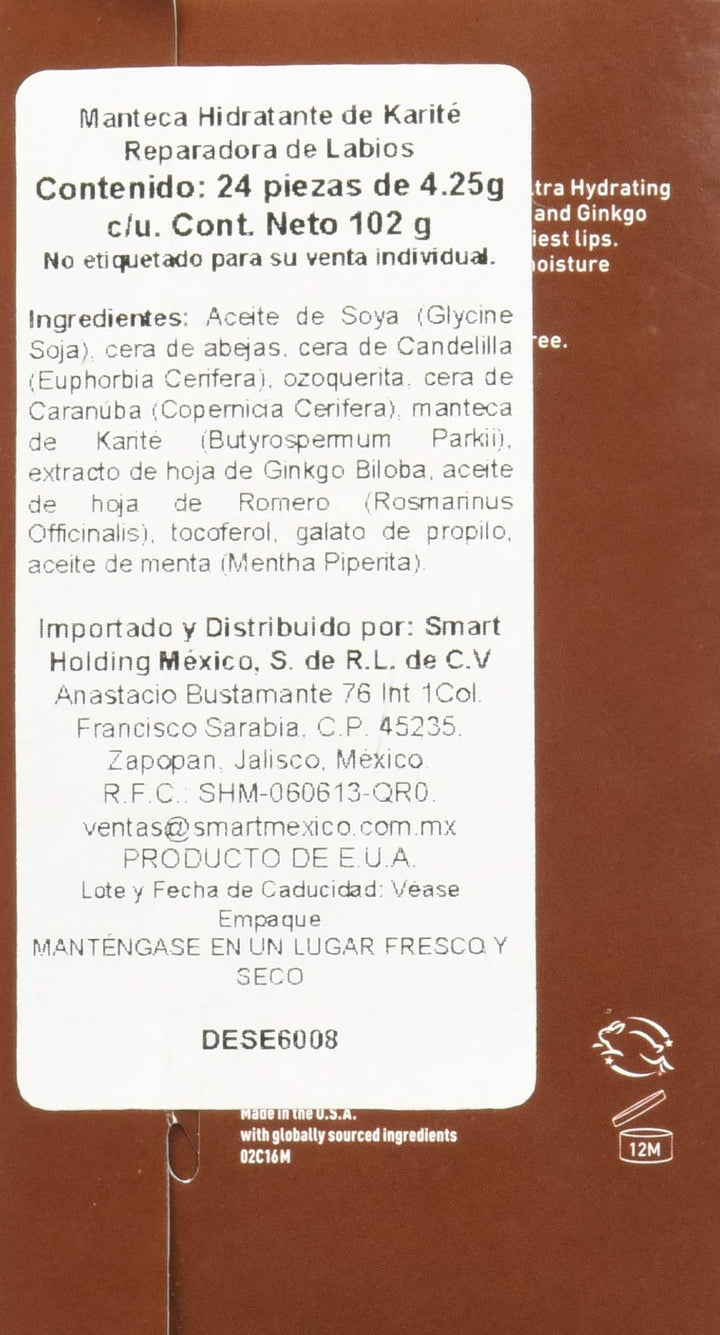 Manteca Hidratante de Karité
Reparadora de Labios
Contenido: 24 piezas de 4.25g
c/u. Cont. Neto 102 g
No etiquetado para su venta individual.
Ingredientes: Aceite de Soya (Glycine
Soja), cera de abejas, cera de Candelilla
(Euphorbia Cerifera), ozoquerita, cera de
Caranúba (Copernicia Cerifera), manteca
de Karité (Butyrospermum Parkii),
extracto de hoja de Ginkgo Biloba, aceite
de hoja de Romero (Rosmarinus
Officinalis), tocoferol, galato de propilo,
aceite de menta (Mentha Piperita).
Importado y Distribuido por: Smart
Holding México, S. de R.L. de C.V
Anastacio Bustamante 76 Int 1Col.
Francisco Sarabia, C.P. 45235,
Zapopan, Jalisco, México
R.F.C.: SHM-060613-QR0.
ventas@smartmexico.com.mx
PRODUCTO DE E.U.A.
Lote y Fecha de Caducidad: Véase
Empaque
MANTÉNGASE EN UN LUGAR FRESCO Y
SECO
DESE6008
ltra Hydrating
and Ginkgo
iest lips.
moisture
ree.
Made in the U.S.A.
with globally sourced ingredients
02C16M
12M